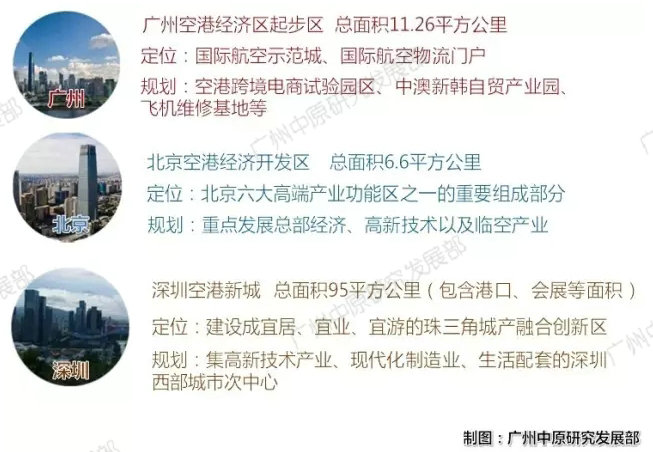 广州空港经济区起步区 总面积11.26平方公里
定位：国际航空示范城、国际航空物流门户
规划：空港跨境电商试验园区、中澳新韩自贸产业园、
飞机维修基地等
广州
北京空港经济开发区 总面积6.6平方公里
定位：北京六大高端产业功能区之一的重要组成部分
规划：重点发展总部经济、高新技术以及临空产业
北京
深圳空港新城 总面积95平方公里（包含港口、会展等面积）
定位：建设成宜居、宜业、宜游的珠三角城产融合创新区
规划：集高新技术产业、现代化制造业、生活配套的深圳
西部城市次中心
深圳
制图：广州中原研究发展部
广州中原研究发展部